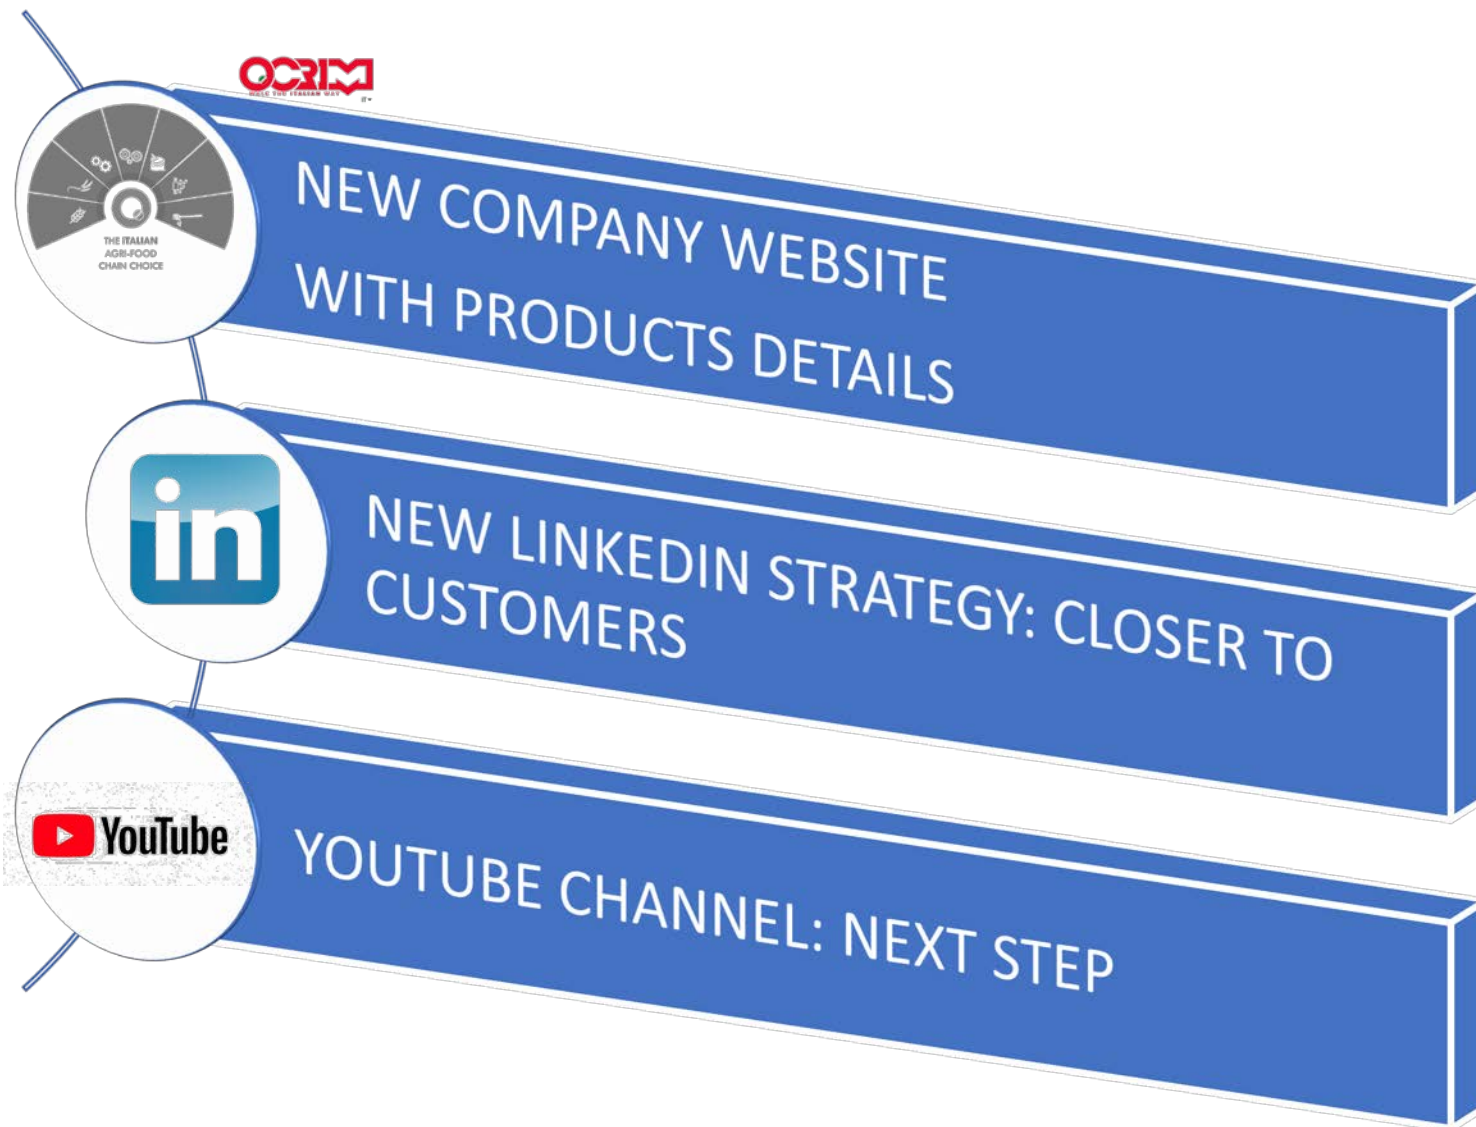 OCRIM
THE ITALIAN
AGRI-FOOD
CHAIN CHOICE
NEW COMPANY WEBSITE
WITH PRODUCTS DETAILS
in
NEW LINKEDIN STRATEGY: CLOSER TO
CUSTOMERS
YouTube
YOUTUBE CHANNEL: NEXT STEP